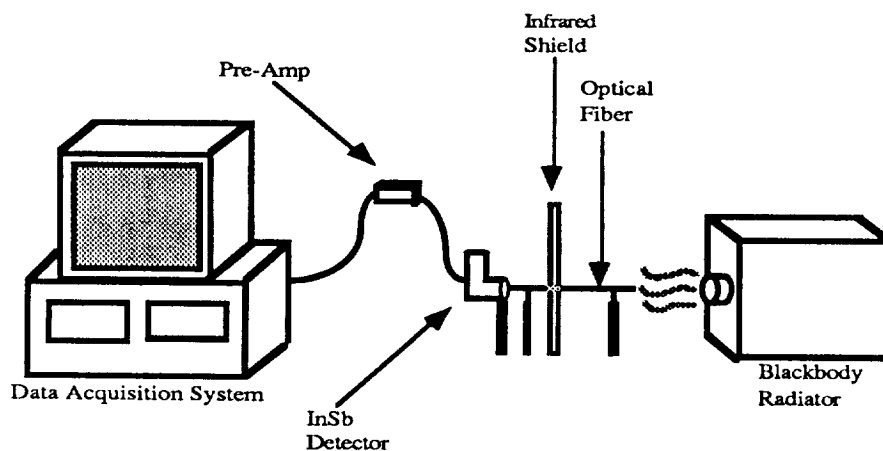 Infrared
Shield
Pre-Amp
Optical
Fiber
Data Acquisition System
InSb
Detector
Blackbody
Radiator